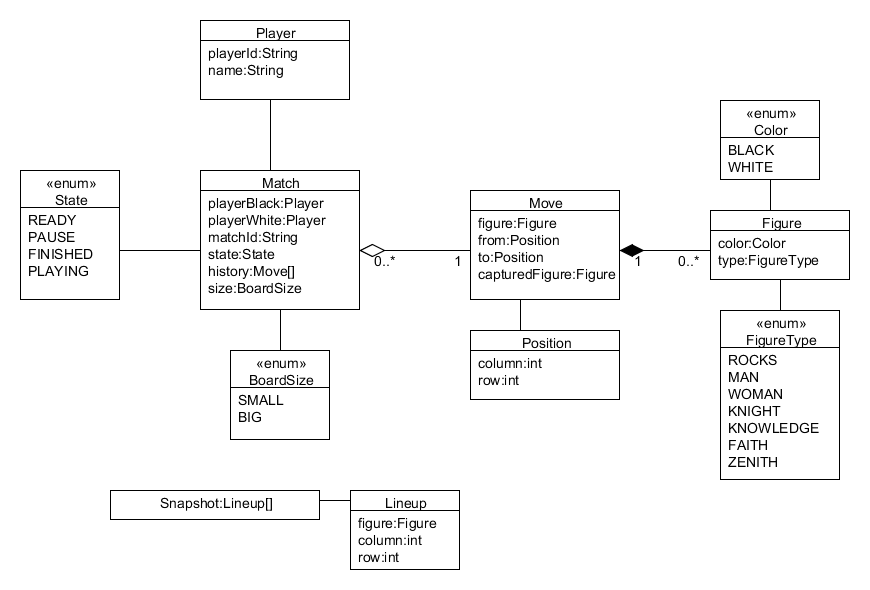 Player
playerId:String
name:String
«enum»
State
READY
PAUSE
FINISHED
PLAYING
Match
playerBlack:Player
playerWhite:Player
matchId:String
state:State
history:Move[]
size:BoardSize
0..*
1
Move
figure:Figure
from:Position
to:Position
capturedFigure:Figure
1
0..*
«enum»
Color
BLACK
WHITE
Figure
color:Color
type:FigureType
«enum»
BoardSize
SMALL
BIG
Position
column:int
row:int
«enum»
FigureType
ROCKS
MAN
WOMAN
KNIGHT
KNOWLEDGE
FAITH
ZENITH
Snapshot:Lineup[]
Lineup
figure:Figure
column:int
row:int